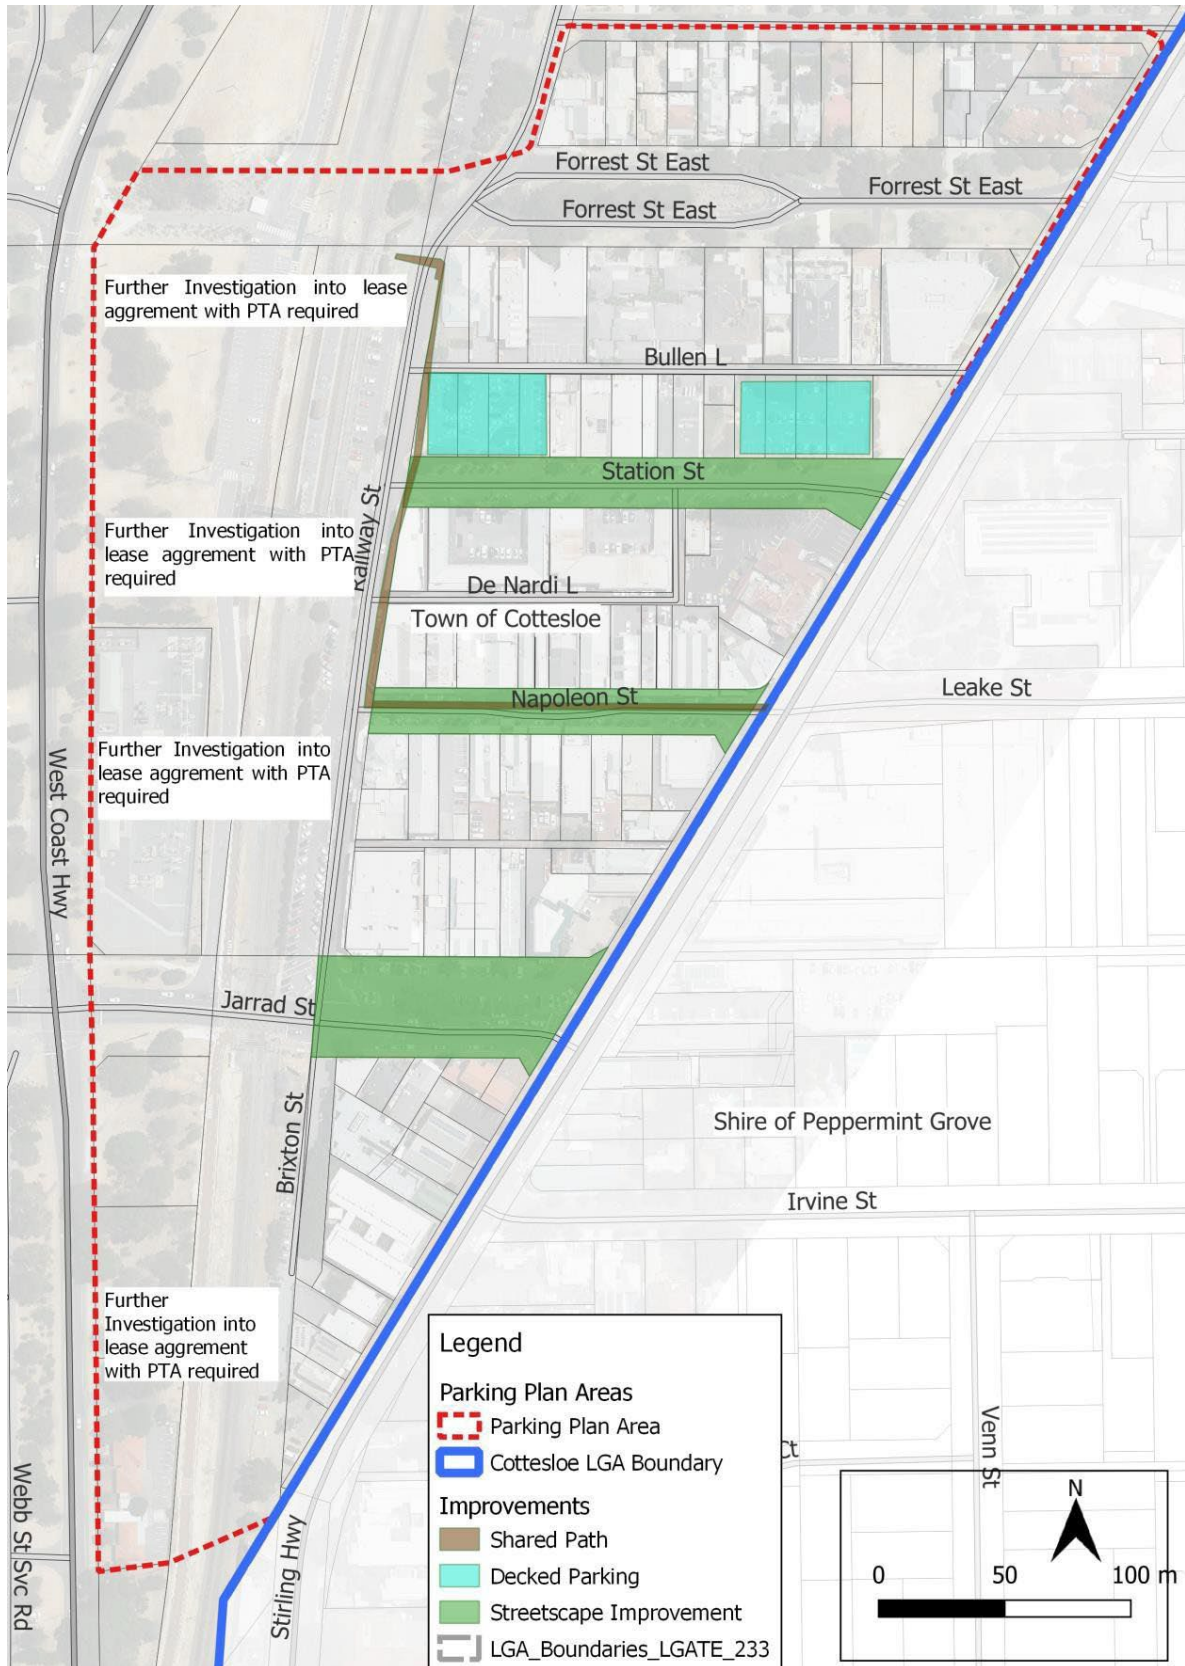 Forrest St East
Forrest St East
Forrest St East
Further Investigation into lease
aggrement with PTA required
Bullen L
Station St
Railway St
Further Investigation into
lease aggrement with PTA
required
De Nardi L
Town of Cottesloe
Napoleon St
Leake St
West Coast Hwy
Further Investigation into
lease aggrement with PTA
required
Jarrad St
Brixton St
Shire of Peppermint Grove
Irvine St
Further
Investigation into
lease aggrement
with PTA required
Webb St Svc Rd
Stirling Hwy
Venn St
Ct
Legend
Parking Plan Areas
Parking Plan Area
Cottesloe LGA Boundary
Improvements
Shared Path
Decked Parking
Streetscape Improvement
LGA_Boundaries_LGATE_233
N
0 50 100 m